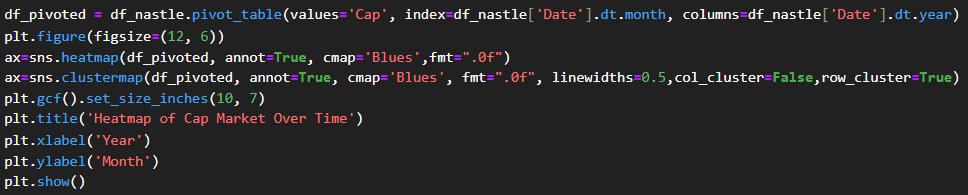 df_pivoted = df_nastle.pivot_table(values='Cap', index=df_nastle['Date'].dt.month, columns=df_nastle['Date'].dt.year)
plt.figure(figsize=(12, 6))
ax=sns.heatmap(df_pivoted, annot=True, cmap='Blues',fmt=".0f")
ax=sns.clustermap(df_pivoted, annot=True, cmap='Blues', fmt=".0f", linewidths=0.5,col_cluster=False,row_cluster=True)
plt.gcf().set_size_inches(10, 7)
plt.title('Heatmap of Cap Market Over Time')
plt.xlabel('Year')
plt.ylabel('Month')
plt.show()